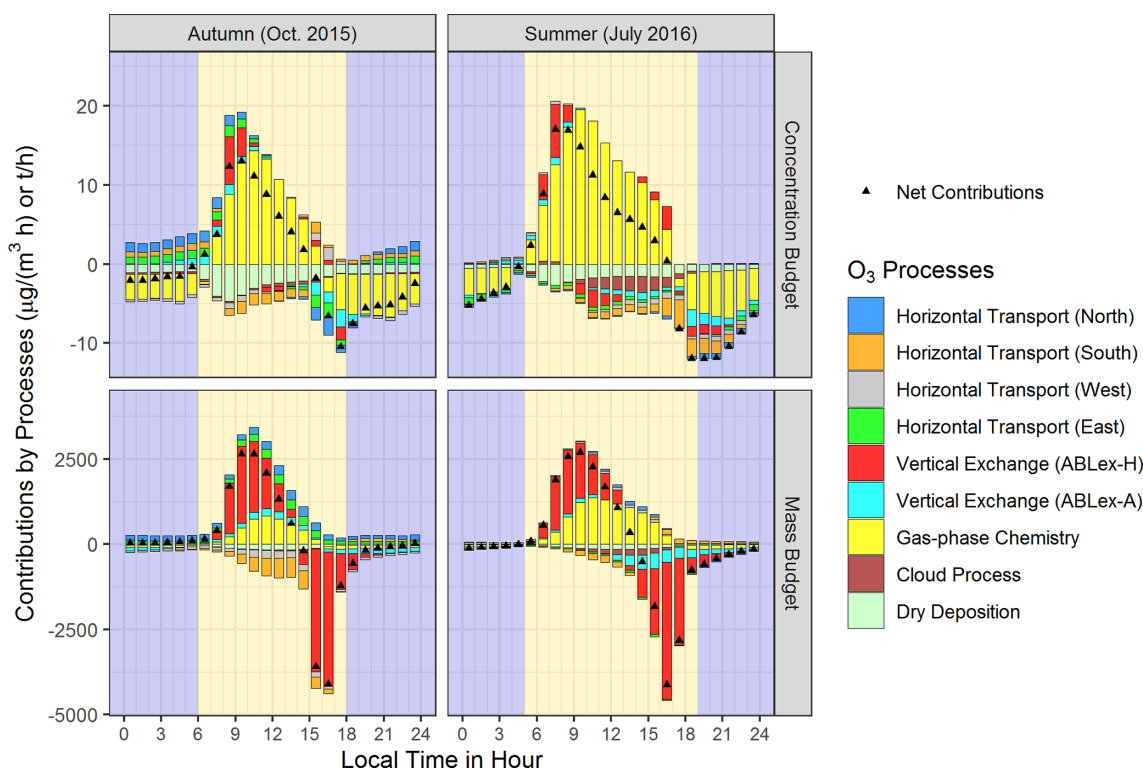 Autumn (Oct. 2015)
Summer (July 2016)
Contributions by Processes (µg/(m³ h) or t/h)
20
10
0
-10
Concentration Budget
2500
0
-2500
-5000
Mass Budget
0 3 6 9 12 15 18 21 24
0 3 6 9 12 15 18 21 24
Local Time in Hour
Net Contributions
O₃ Processes
Horizontal Transport (North)
Horizontal Transport (South)
Horizontal Transport (West)
Horizontal Transport (East)
Vertical Exchange (ABLex-H)
Vertical Exchange (ABLex-A)
Gas-phase Chemistry
Cloud Process
Dry Deposition